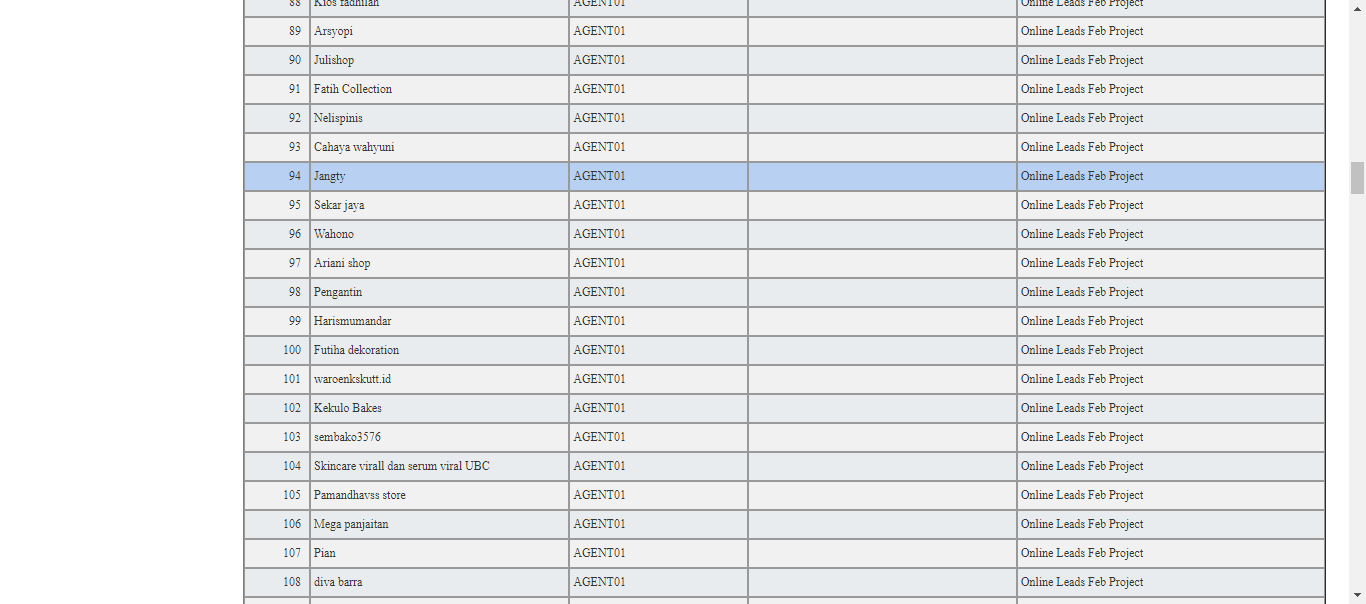 88 Kios fadhilah AGENT01 Online Leads Feb Project
89 Arsyopi AGENT01 Online Leads Feb Project
90 Julishop AGENT01 Online Leads Feb Project
91 Fatih Collection AGENT01 Online Leads Feb Project
92 Nelispinis AGENT01 Online Leads Feb Project
93 Cahaya wahyuni AGENT01 Online Leads Feb Project
94 Jangty AGENT01 Online Leads Feb Project
95 Sekar jaya AGENT01 Online Leads Feb Project
96 Wahono AGENT01 Online Leads Feb Project
97 Ariani shop AGENT01 Online Leads Feb Project
98 Pengantin AGENT01 Online Leads Feb Project
99 Harismumandar AGENT01 Online Leads Feb Project
100 Futiha dekoration AGENT01 Online Leads Feb Project
101 waroenkskutt.id AGENT01 Online Leads Feb Project
102 Kekulo Bakes AGENT01 Online Leads Feb Project
103 sembako3576 AGENT01 Online Leads Feb Project
104 Skincare virall dan serum viral UBC AGENT01 Online Leads Feb Project
105 Pamandhavss store AGENT01 Online Leads Feb Project
106 Mega panjaitan AGENT01 Online Leads Feb Project
107 Pian AGENT01 Online Leads Feb Project
108 diva barra AGENT01 Online Leads Feb Project